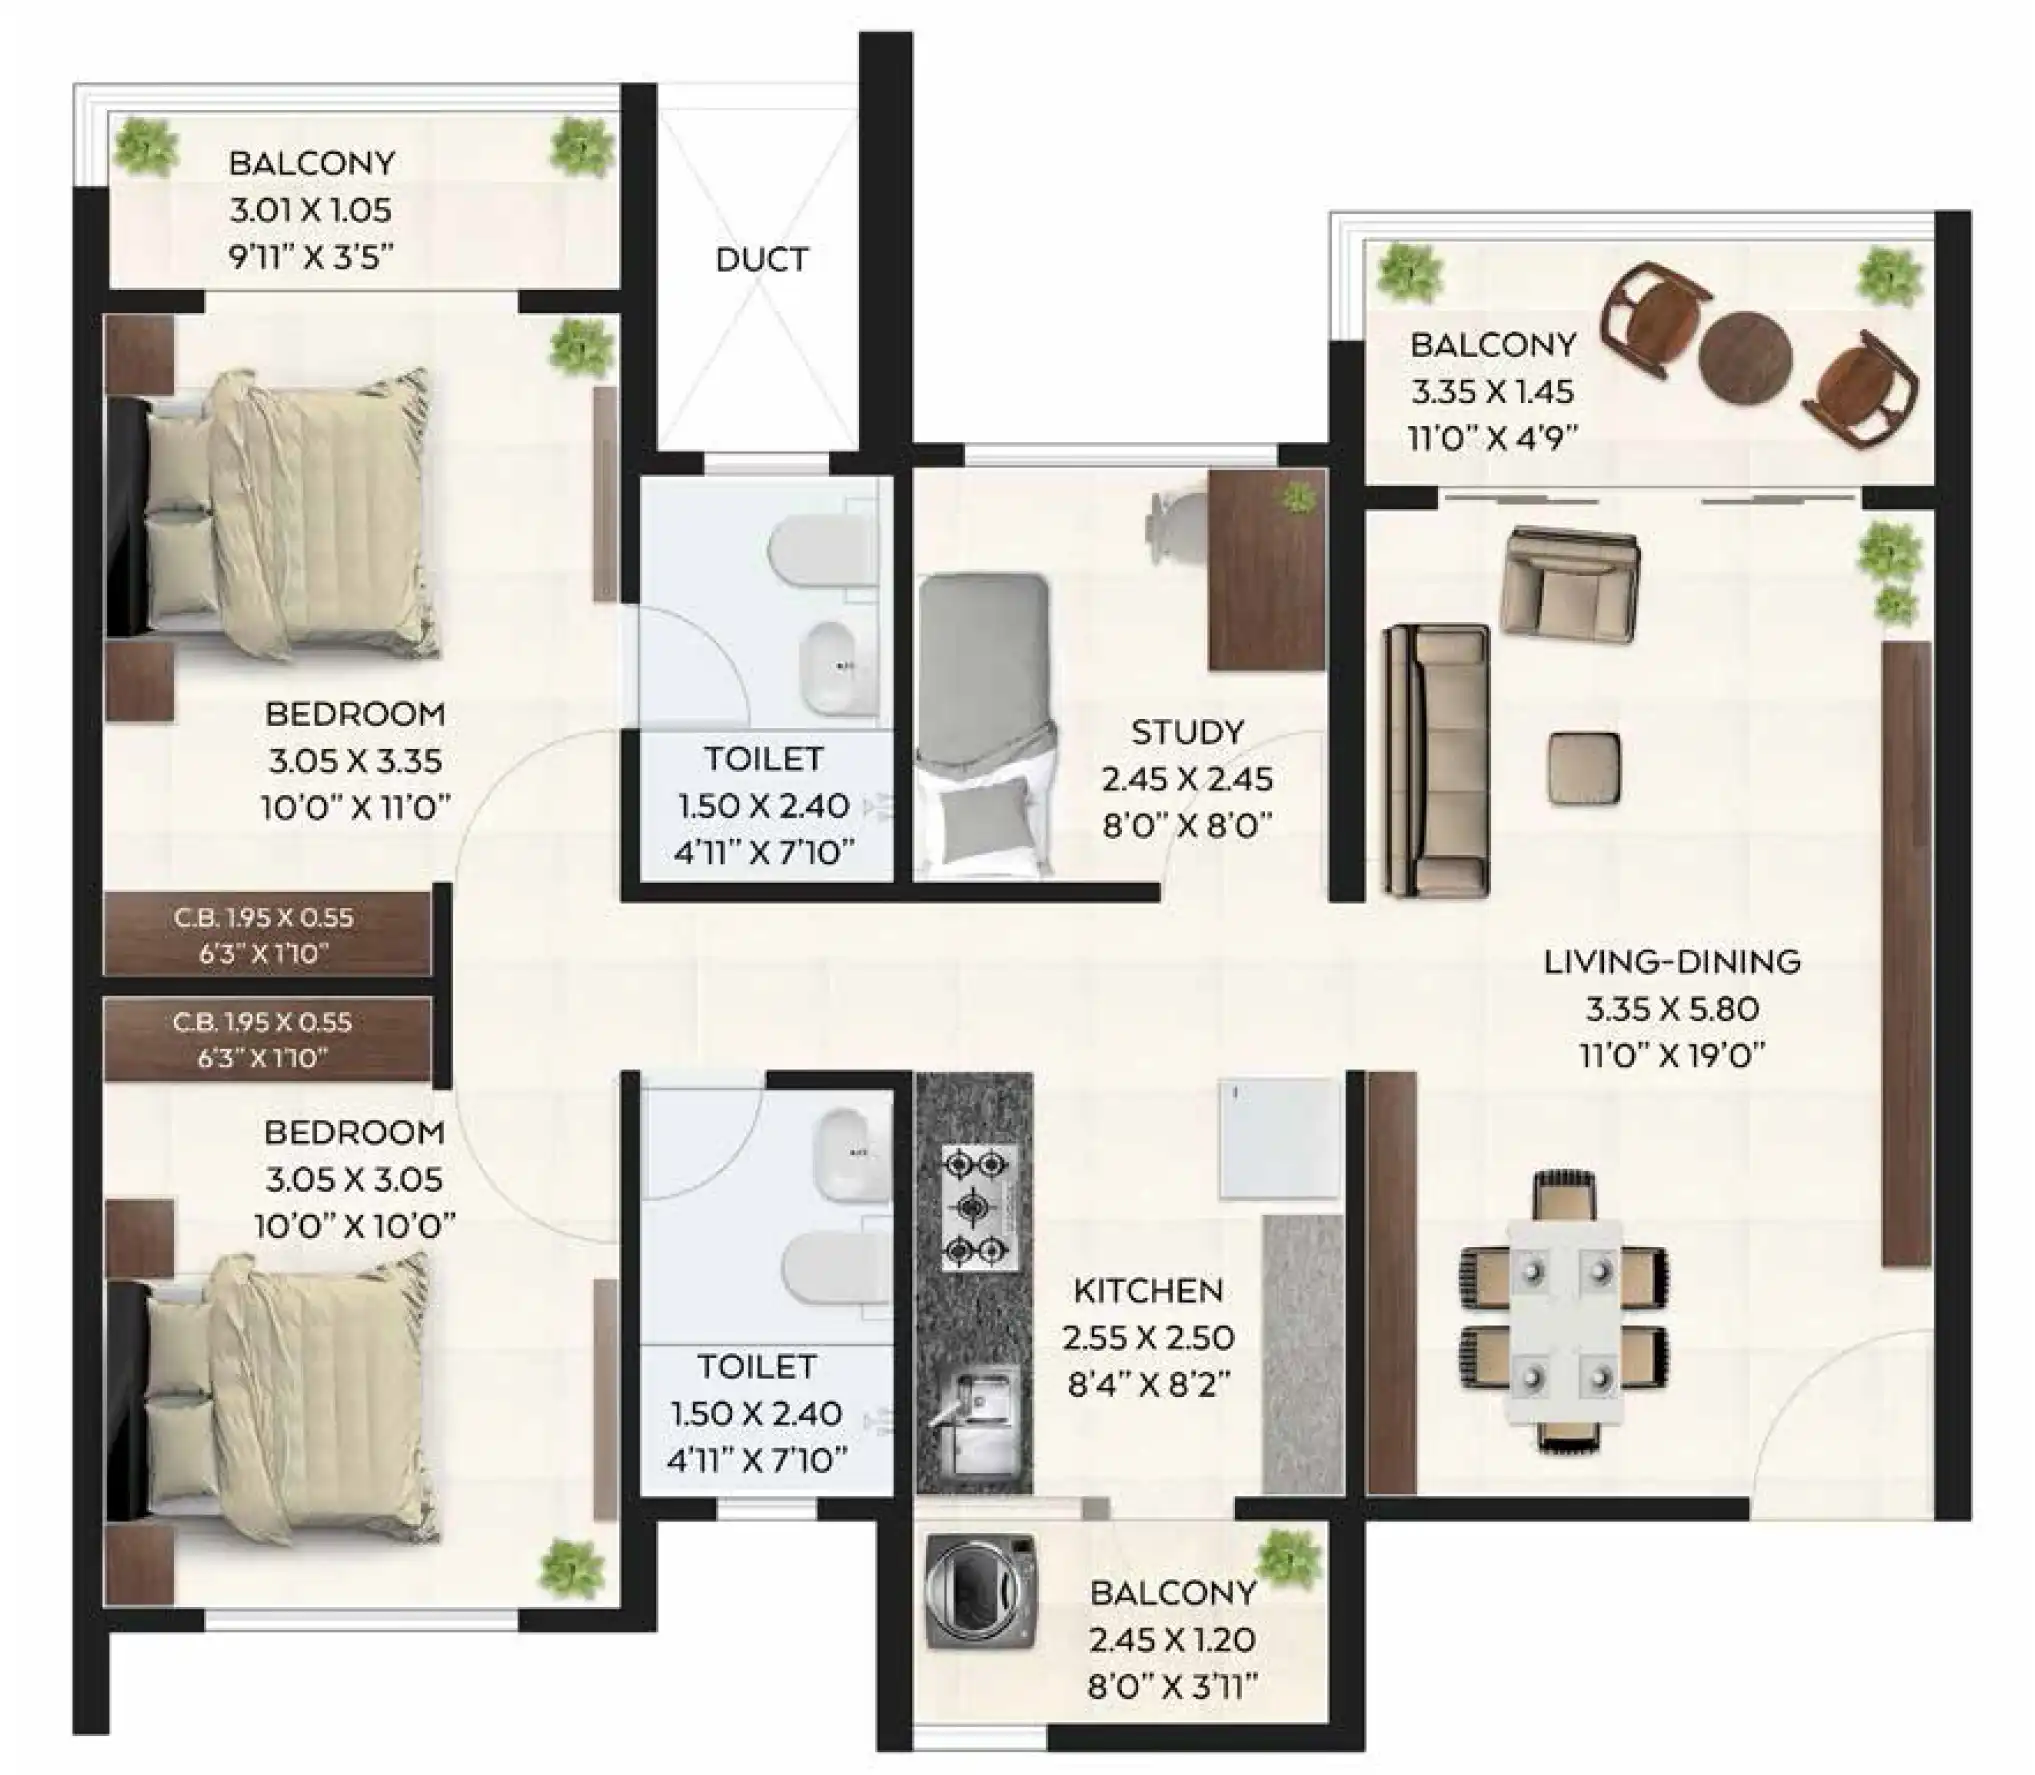 BALCONY
3.01 X 1.05
9'11" X 3'5"
DUCT
BALCONY
3.35 X 1.45
11'0" X 4'9"
BEDROOM
3.05 X 3.35
10'0" X 11'0"
TOILET
1.50 X 2.40
4'11" X 7'10"
STUDY
2.45 X 2.45
8'0" X 8'0"
C.B. 1.95 X 0.55
6'3" X 1'10"
C.B. 1.95 X 0.55
6'3" X 1'10"
LIVING-DINING
3.35 X 5.80
11'0" X 19'0"
BEDROOM
3.05 X 3.05
10'0" X 10'0"
TOILET
1.50 X 2.40
4'11" X 7'10"
KITCHEN
2.55 X 2.50
8'4" X 8'2"
BALCONY
2.45 X 1.20
8'0" X 3'11"